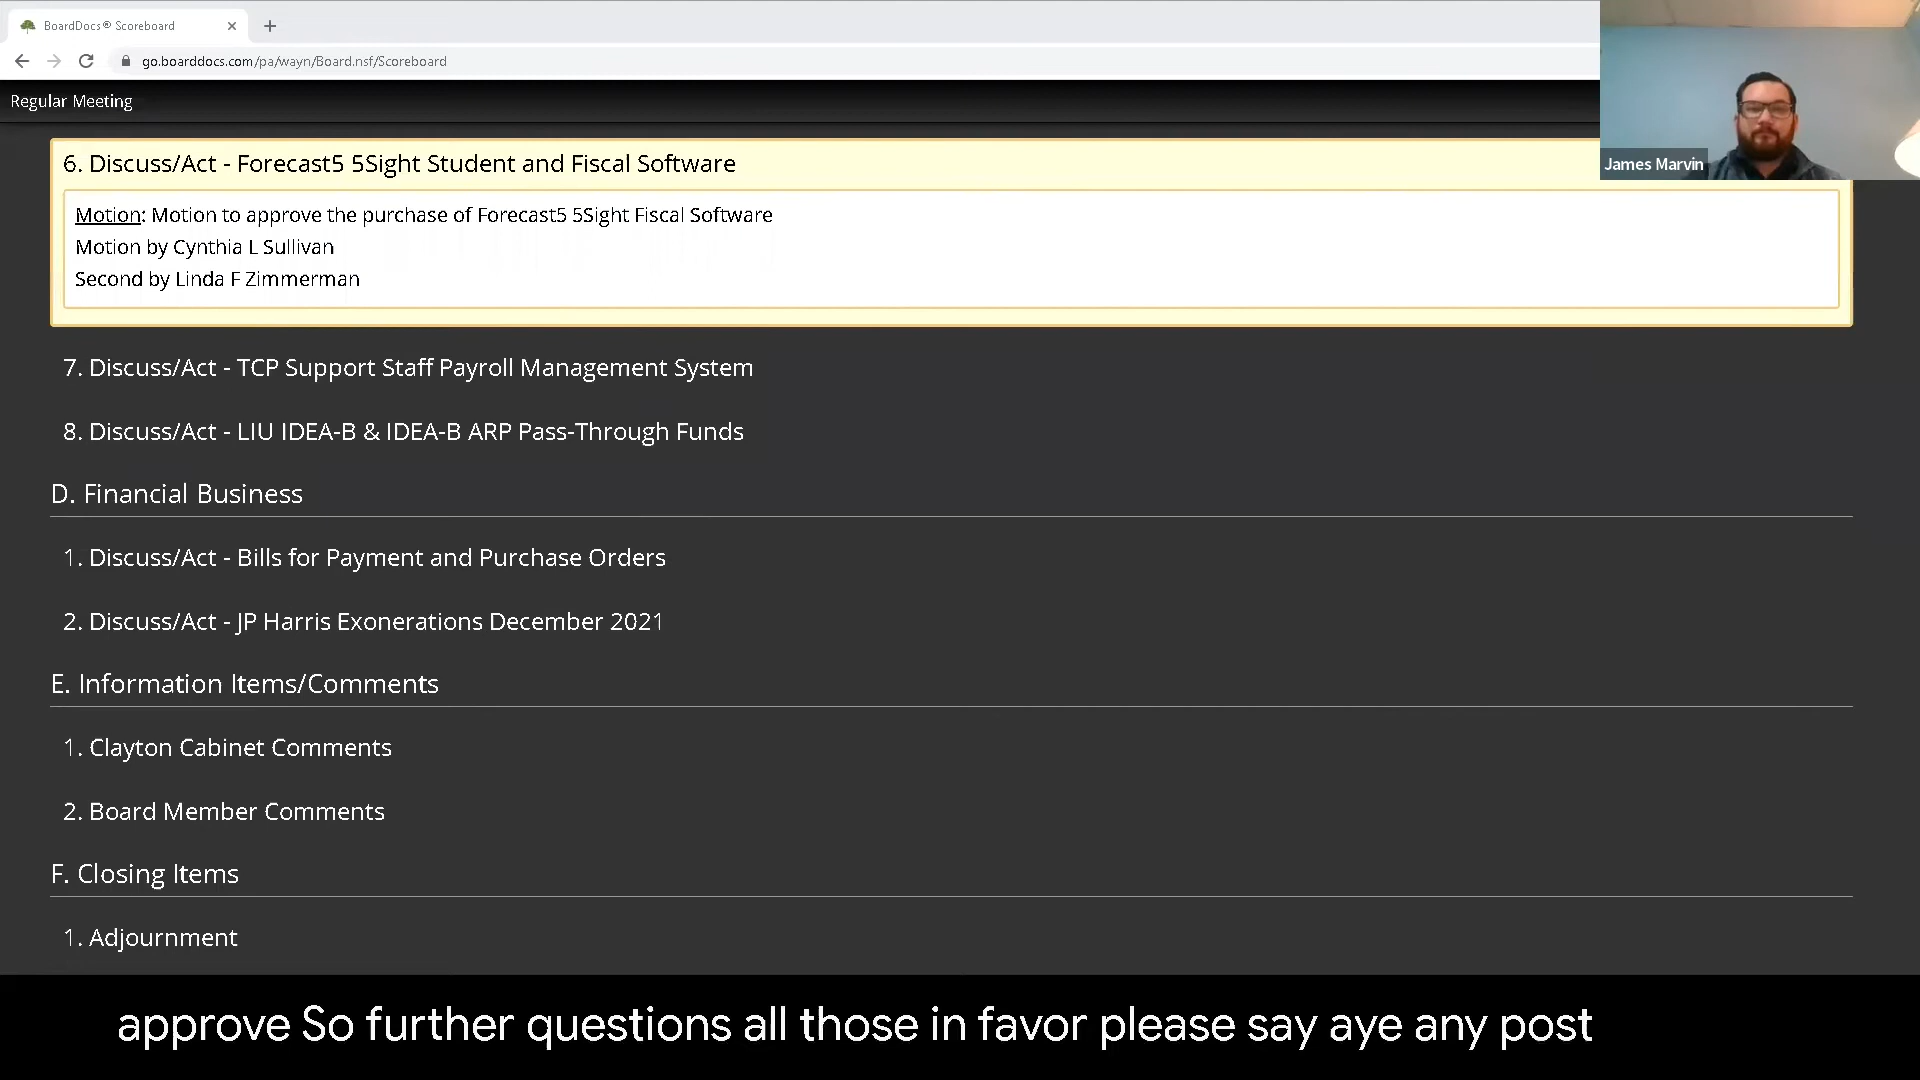 BoardDocs® Scoreboard
go.boarddocs.com/pa/wayn/Board.nsf/Scoreboard
Regular Meeting
James Marvin
6. Discuss/Act - Forecast5 5Sight Student and Fiscal Software
Motion: Motion to approve the purchase of Forecast5 5Sight Fiscal Software
Motion by Cynthia L Sullivan
Second by Linda F Zimmerman
7. Discuss/Act - TCP Support Staff Payroll Management System
8. Discuss/Act - LIU IDEA-B & IDEA-B ARP Pass-Through Funds
D. Financial Business
1. Discuss/Act - Bills for Payment and Purchase Orders
2. Discuss/Act - JP Harris Exonerations December 2021
E. Information Items/Comments
1. Clayton Cabinet Comments
2. Board Member Comments
F. Closing Items
1. Adjournment
approve So further questions all those in favor please say aye any post